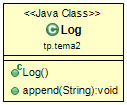 <<Java Class>>
Log
tp.tema2
Log()
append(String):void